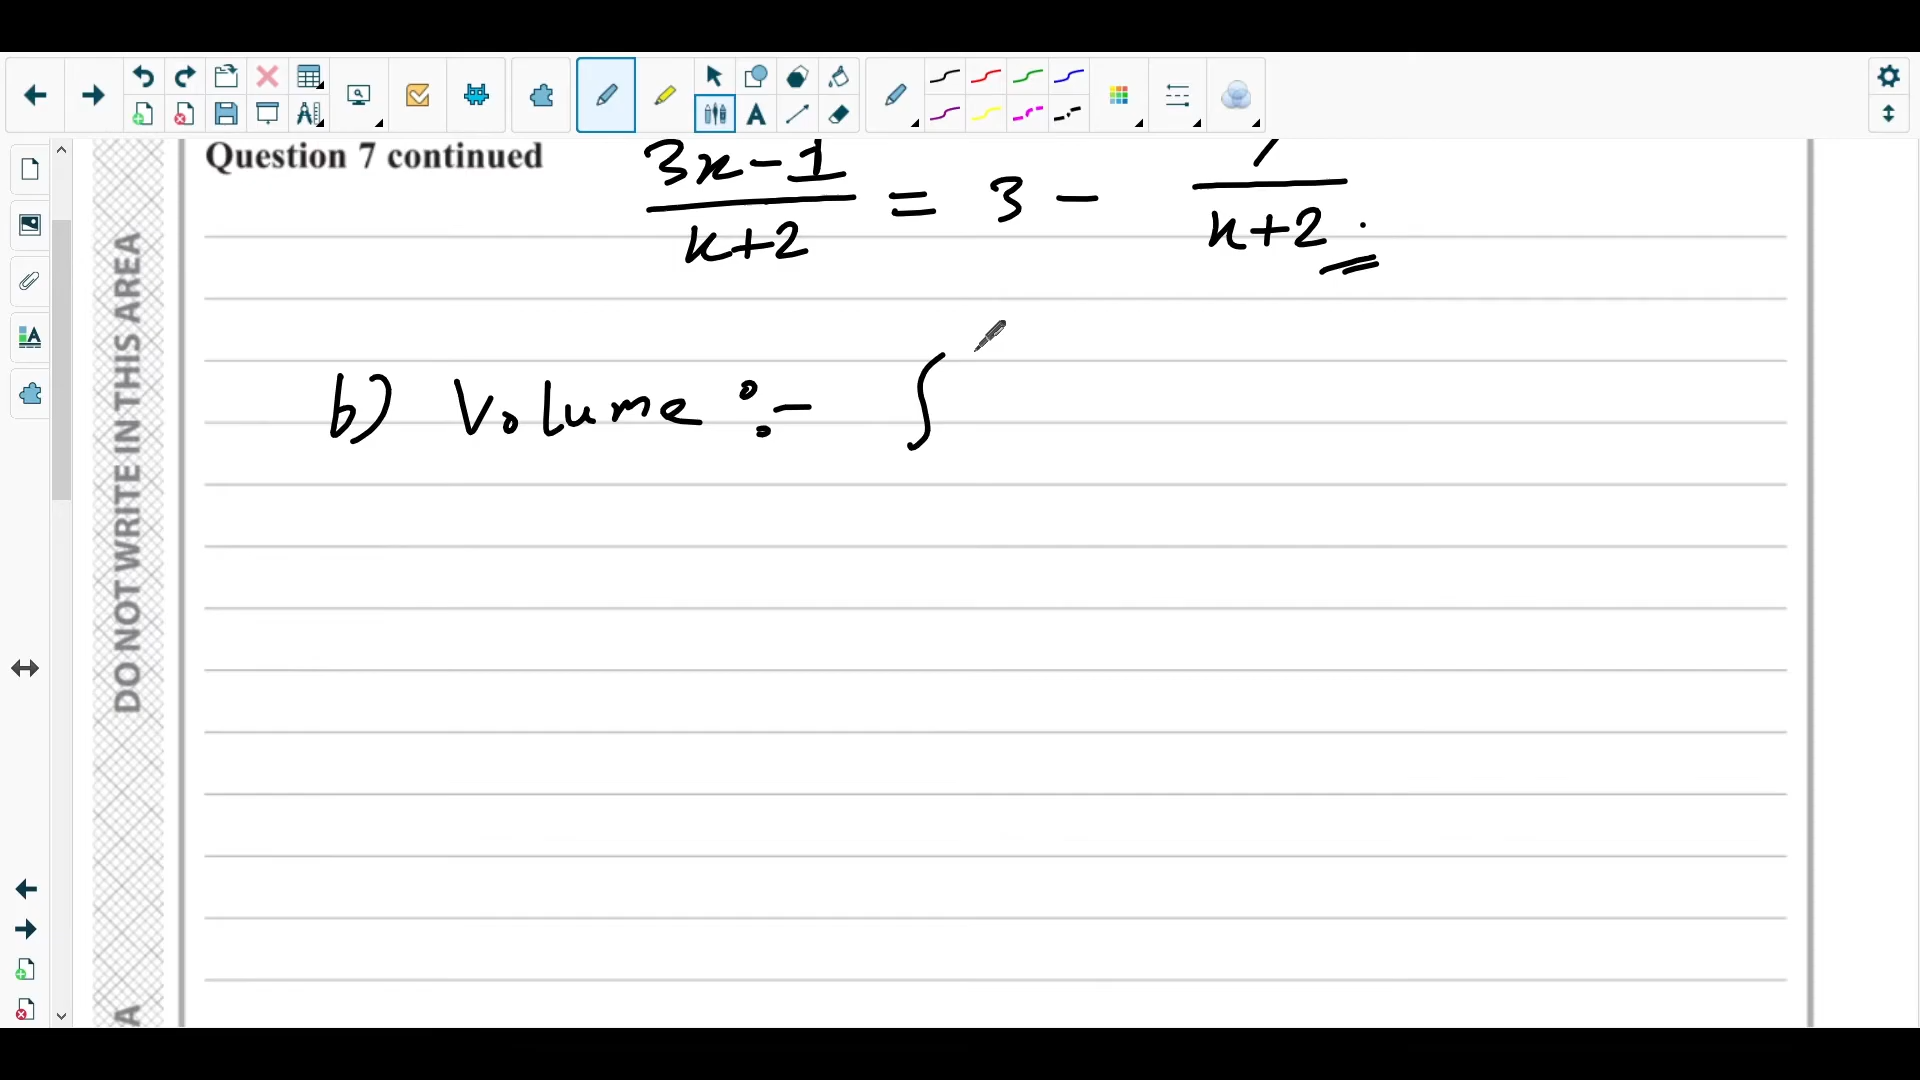 Question 7 continued
3x-1 / x+2 = 3 - 7 / x+2 .
b) Volume :- ∫
DO NOT WRITE IN THIS AREA
A